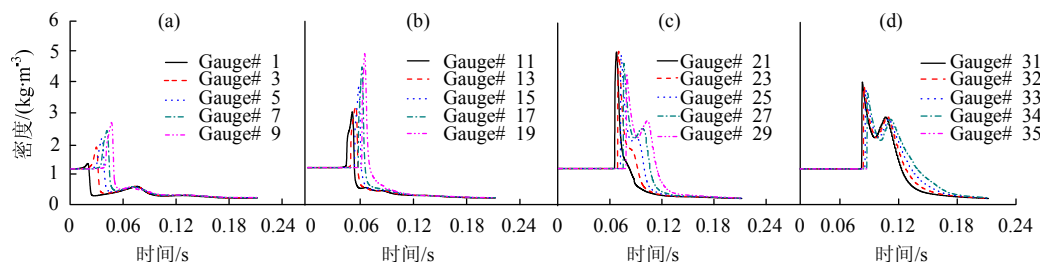 (a) (b) (c) (d)
密度/(kg·m⁻³)
6
5
4
3
2
1
0
Gauge# 1
Gauge# 3
Gauge# 5
Gauge# 7
Gauge# 9
0 0.06 0.12 0.18 0.24
时间/s
Gauge# 11
Gauge# 13
Gauge# 15
Gauge# 17
Gauge# 19
0 0.06 0.12 0.18 0.24
时间/s
Gauge# 21
Gauge# 23
Gauge# 25
Gauge# 27
Gauge# 29
0 0.06 0.12 0.18 0.24
时间/s
Gauge# 31
Gauge# 32
Gauge# 33
Gauge# 34
Gauge# 35
0 0.06 0.12 0.18 0.24
时间/s